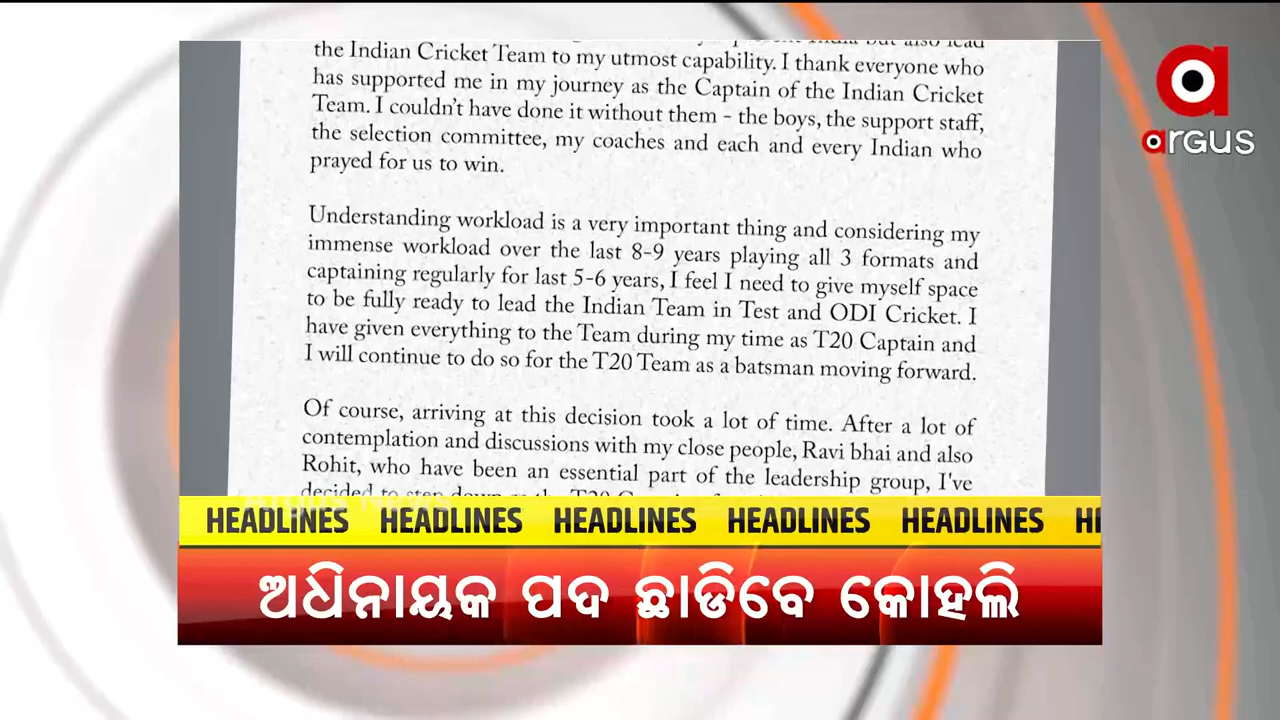 the Indian Cricket Team to my utmost capability. I thank everyone who
has supported me in my journey as the Captain of the Indian Cricket
Team. I couldn't have done it without them - the boys, the support staff,
the selection committee, my coaches and each and every Indian who
prayed for us to win.
Understanding workload is a very important thing and considering my
immense workload over the last 8-9 years playing all 3 formats and
captaining regularly for last 5-6 years, I feel I need to give myself space
to be fully ready to lead the Indian Team in Test and ODI Cricket. I
have given everything to the Team during my time as T20 Captain and
I will continue to do so for the T20 Team as a batsman moving forward.
Of course, arriving at this decision took a lot of time. After a lot of
contemplation and discussions with my close people, Ravi bhai and also
Rohit, who have been an essential part of the leadership group, I've
decided to step down
argus
HEADLINES HEADLINES HEADLINES HEADLINES HEADLINES
ଅଧିନାୟକ ପଦ ଛାଡିବେ କୋହଲି